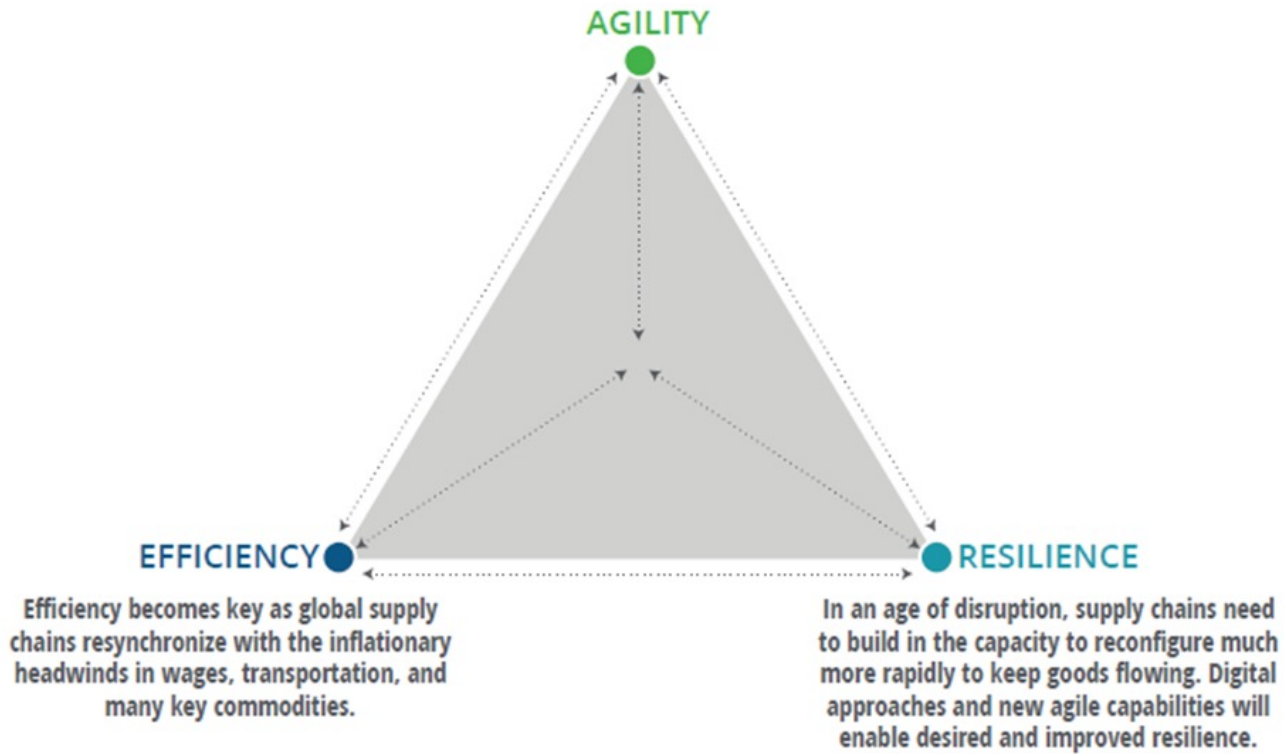 AGILITY
EFFICIENCY
Efficiency becomes key as global supply
chains resynchronize with the inflationary
headwinds in wages, transportation, and
many key commodities.
RESILIENCE
In an age of disruption, supply chains need
to build in the capacity to reconfigure much
more rapidly to keep goods flowing. Digital
approaches and new agile capabilities will
enable desired and improved resilience.